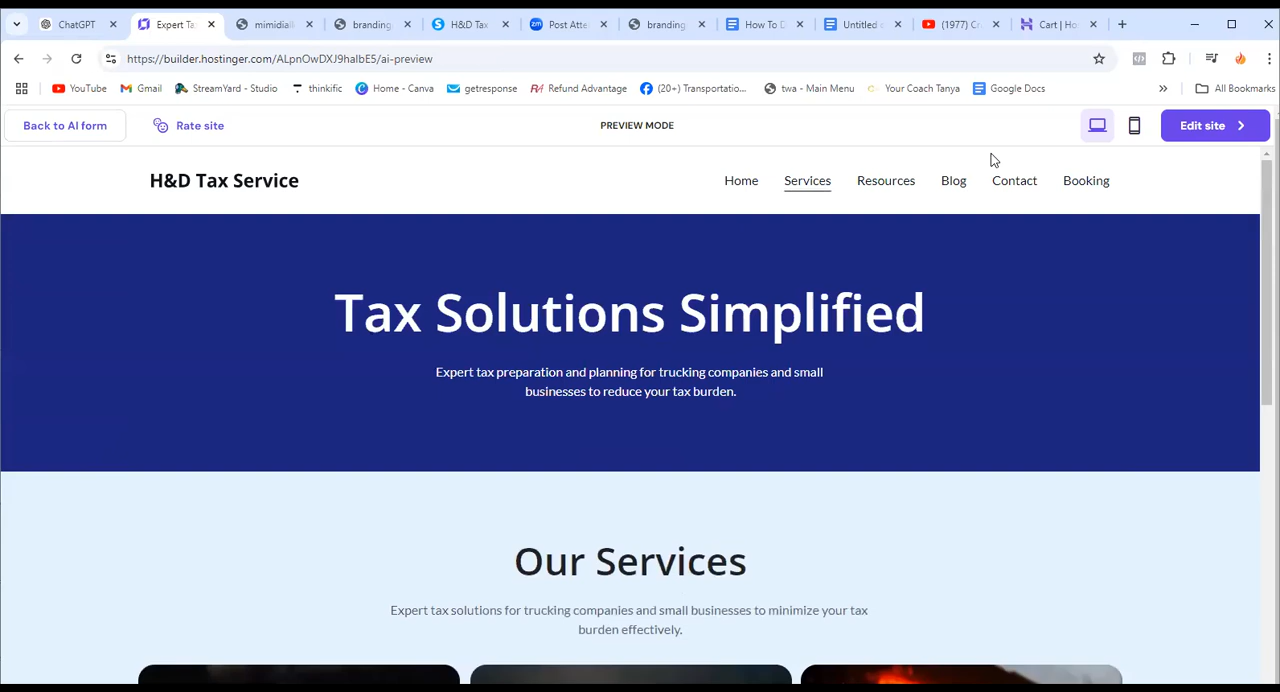 ChatGPT
Expert Ta
mimidial
branding
H&D Tax
zm
Post Atte
branding
How To D
Untitled
(1977) C
Cart | Ho
https://builder.hostinger.com/ALpnOwDXJ9halbE5/ai-preview
YouTube
Gmail
StreamYard - Studio
thinkific
Home - Canva
getresponse
Refund Advantage
(20+) Transportatio...
twa - Main Menu
Your Coach Tanya
Google Docs
All Bookmarks
Back to AI form
Rate site
PREVIEW MODE
Edit site
H&D Tax Service
Home
Services
Resources
Blog
Contact
Booking
Tax Solutions Simplified
Expert tax preparation and planning for trucking companies and small
businesses to reduce your tax burden.
Our Services
Expert tax solutions for trucking companies and small businesses to minimize your tax
burden effectively.